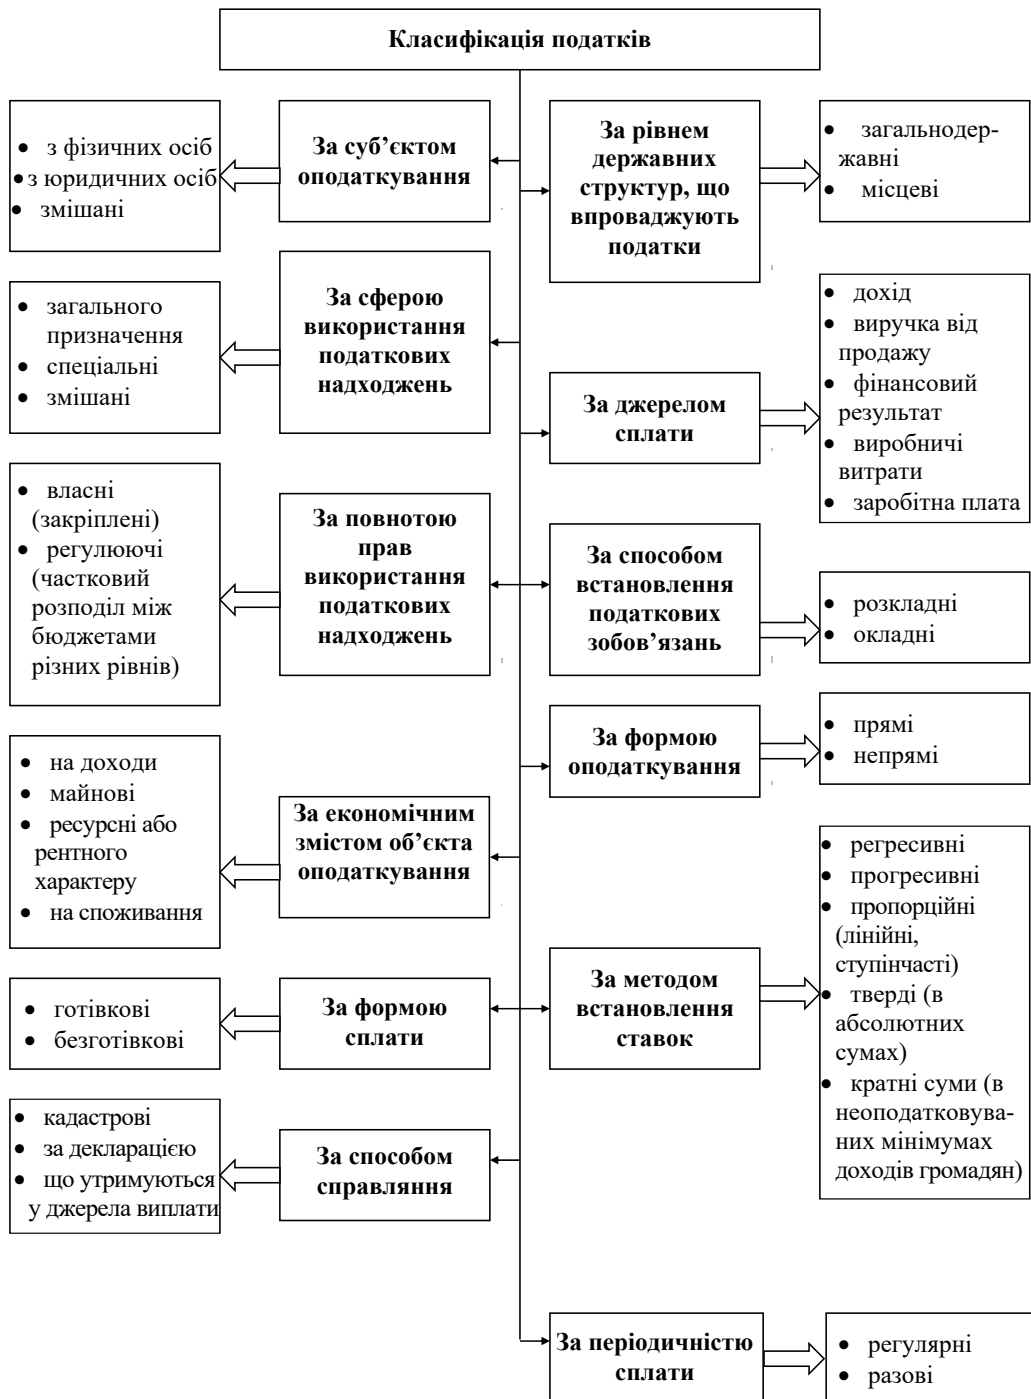 Класифікація податків
• з фізичних осіб
• з юридичних осіб
• змішані
За суб’єктом
оподаткування
За рівнем
державних
структур, що
впроваджують
податки
• загальнодер-
жавні
• місцеві
• загального
призначення
• спеціальні
• змішані
За сферою
використання
податкових
надходжень
За джерелом
сплати
• дохід
• виручка від
продажу
• фінансовий
результат
• виробничі
витрати
• заробітна плата
• власні
(закріплені)
• регулюючі
(частковий
розподіл між
бюджетами
різних рівнів)
За повнотою
прав
використання
податкових
надходжень
За способом
встановлення
податкових
зобов’язань
• розкладні
• окладні
За формою
оподаткування
• прямі
• непрямі
• на доходи
• майнові
• ресурсні або
рентного
характеру
• на споживання
За економічним
змістом об’єкта
оподаткування
За методом
встановлення
ставок
• регресивні
• прогресивні
• пропорційні
(лінійні,
ступінчасті)
• тверді (в
абсолютних
сумах)
• кратні суми (в
неоподатковува-
них мінімумах
доходів громадян)
• готівкові
• безготівкові
За формою
сплати
• кадастрові
• за декларацією
• що утримуються
у джерела виплати
За способом
справляння
За періодичністю
сплати
• регулярні
• разові